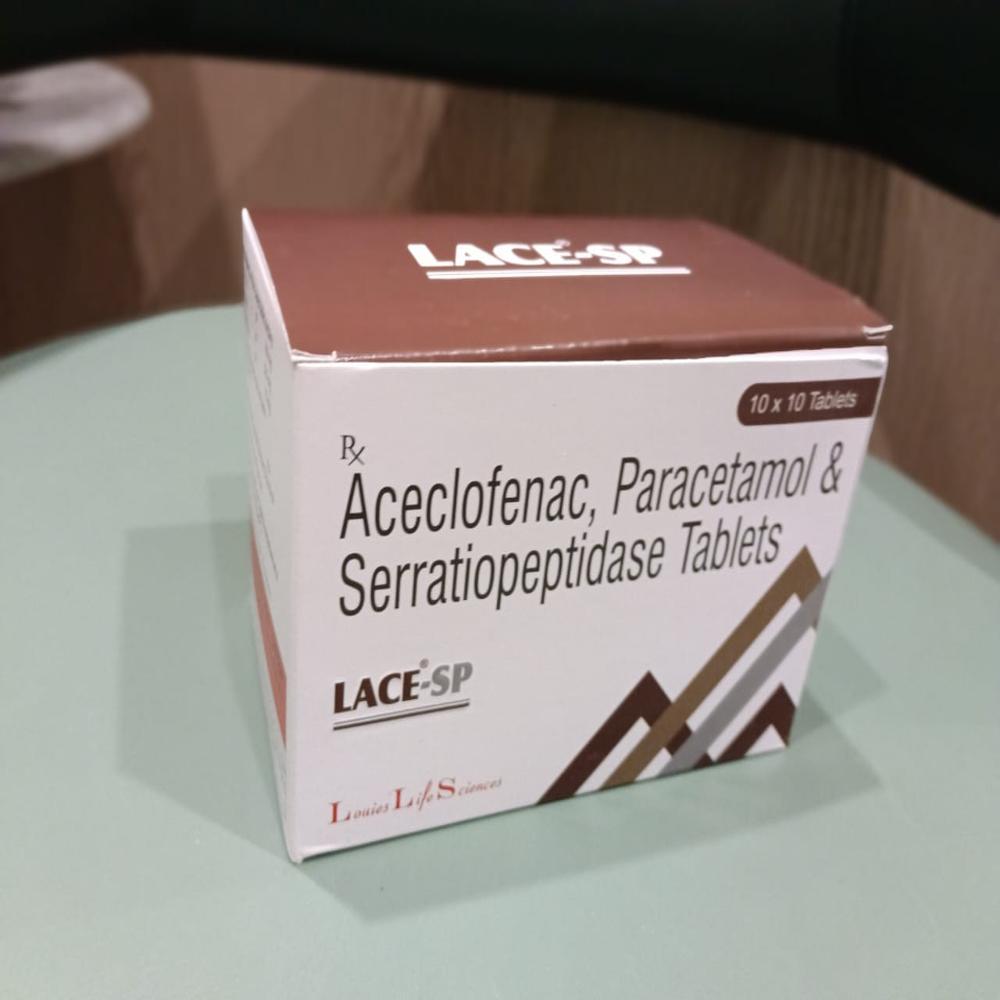 LACE®-SP
10 x 10 Tablets
Rx
Aceclofenac, Paracetamol &
Serratiopeptidase Tablets
LACE®-SP
Louies Life Sciences